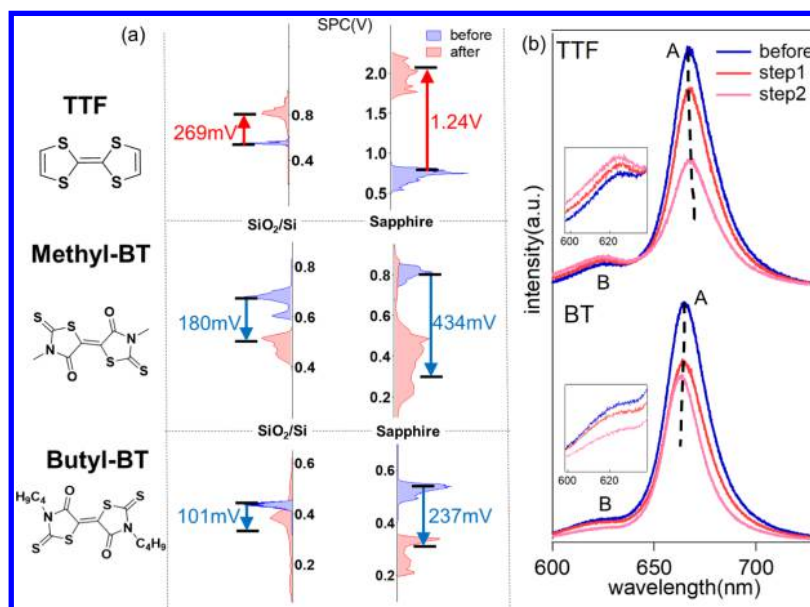 (a)
SPC(V)
before
after
TTF
S S
S S
269mV
0.8
0.4
1.24V
2.0
1.5
1.0
0.5
SiO2/Si
Sapphire
Methyl-BT
S S O N
N O S S
180mV
0.8
0.6
0.4
434mV
0.8
0.6
0.4
0.2
SiO2/Si
Sapphire
Butyl-BT
H9C4 O S S
N N
S S O C4H9
101mV
0.6
0.4
0.2
237mV
0.6
0.4
0.2
(b)
TTF
A
before
step1
step2
600 620
B
BT
A
600 620
B
intensity(a.u.)
600 650 700
wavelength(nm)